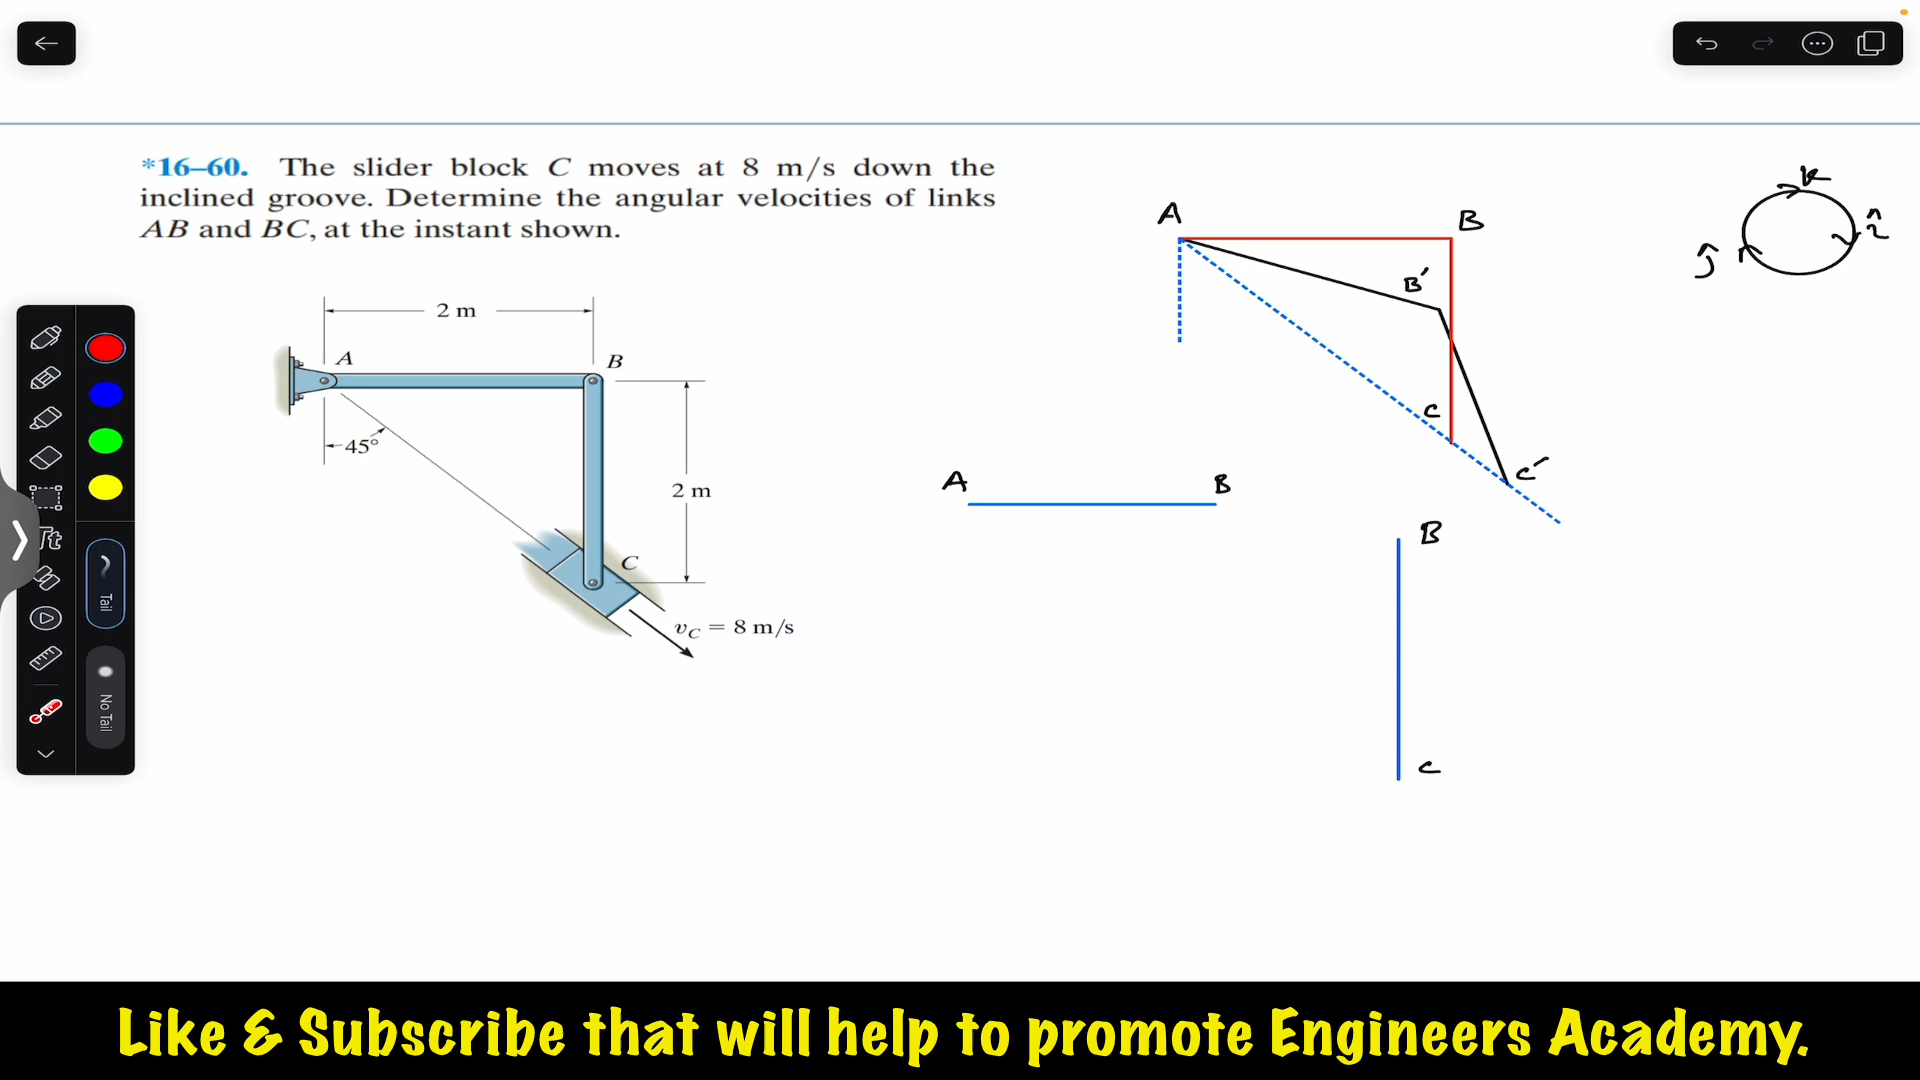 *16–60. The slider block C moves at 8 m/s down the
inclined groove. Determine the angular velocities of links
AB and BC, at the instant shown.
2 m
A
B
45°
2 m
C
v_C = 8 m/s
A
B
B′
C
C′
A
B
B
C
k
î
ĵ
Tt
Tail
No Tail
Like & Subscribe that will help to promote Engineers Academy.